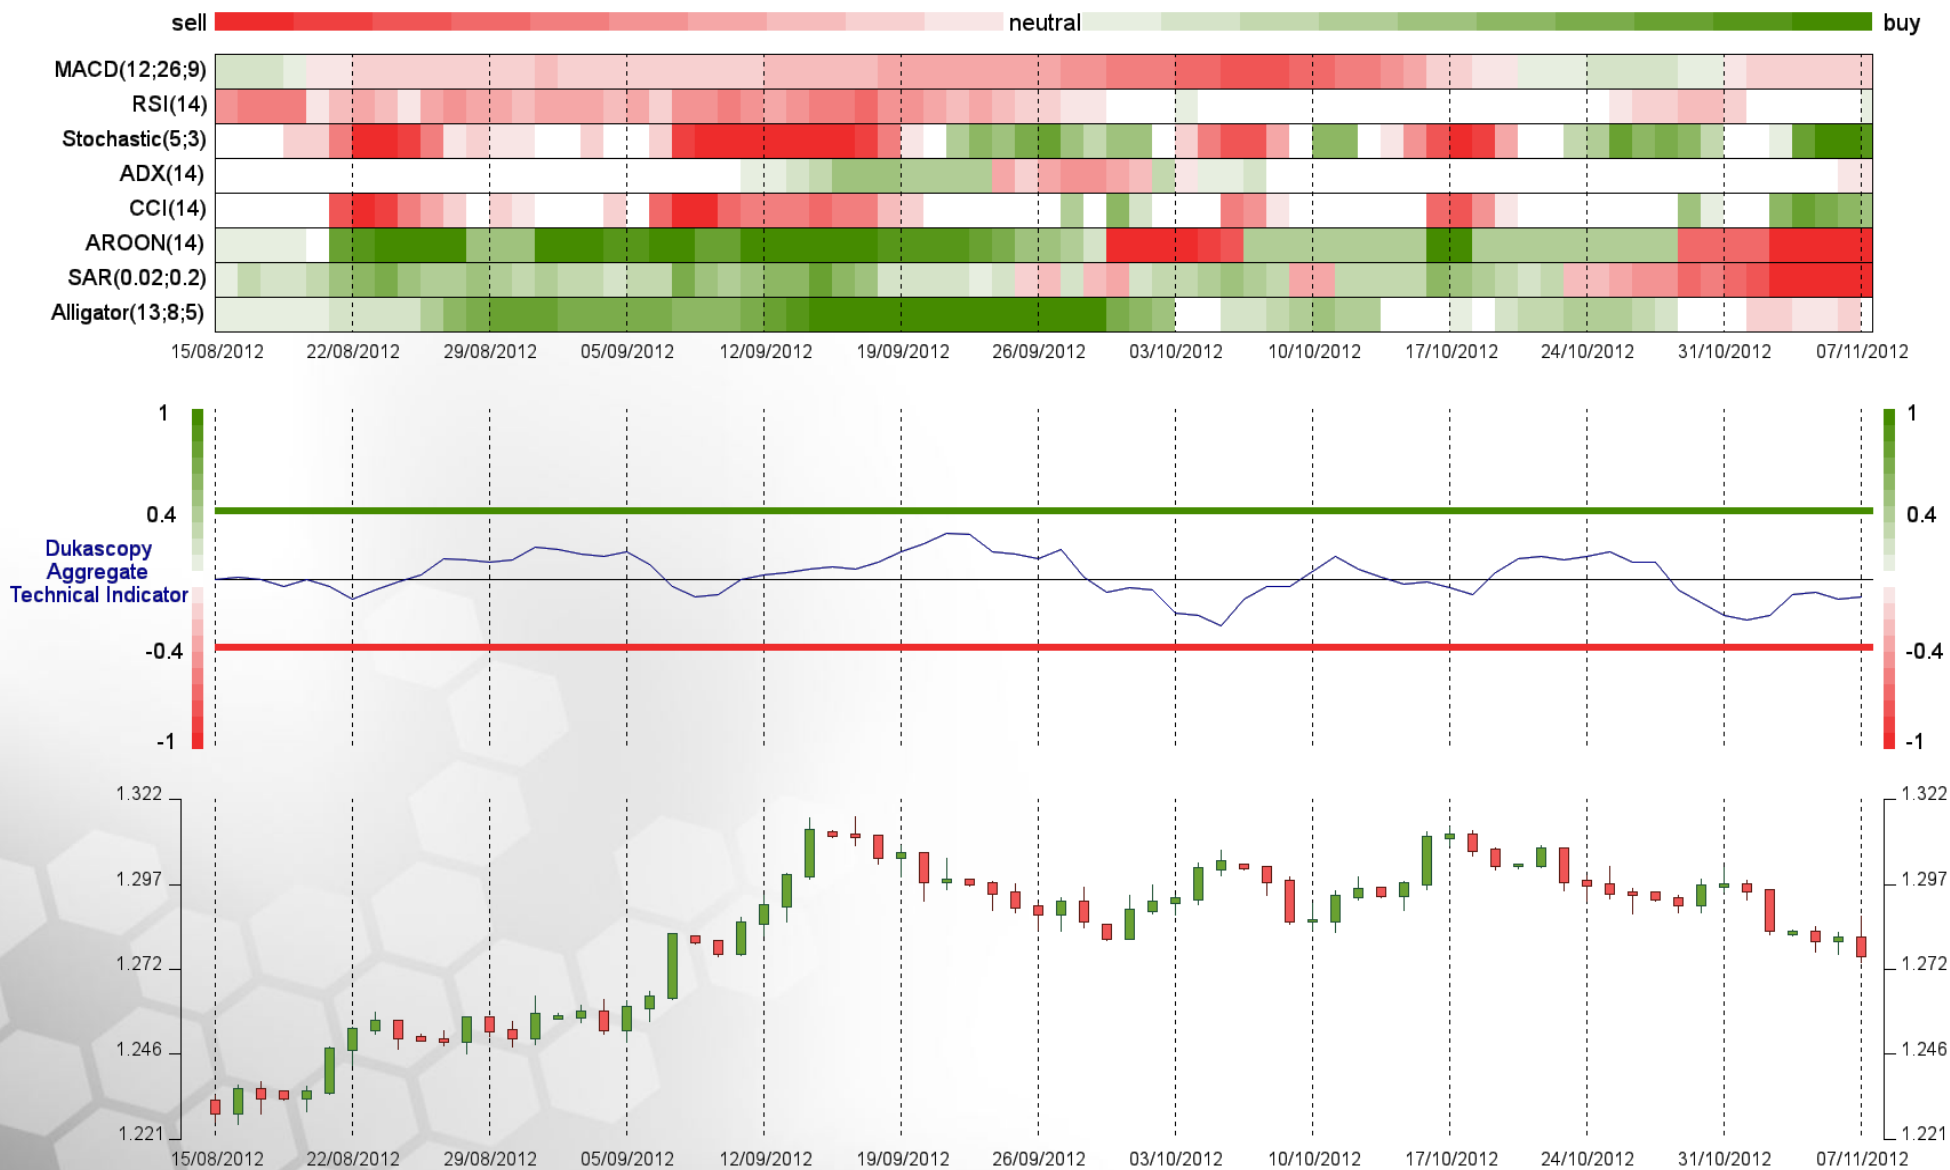 sell neutral buy
MACD(12;26;9)
RSI(14)
Stochastic(5;3)
ADX(14)
CCI(14)
AROON(14)
SAR(0.02;0.2)
Alligator(13;8;5)
15/08/2012 22/08/2012 29/08/2012 05/09/2012 12/09/2012 19/09/2012 26/09/2012 03/10/2012 10/10/2012 17/10/2012 24/10/2012 31/10/2012 07/11/2012
1 1
0.4 0.4
Dukascopy
Aggregate
Technical Indicator
-0.4 -0.4
-1 -1
1.322 1.322
1.297 1.297
1.272 1.272
1.246 1.246
1.221 1.221
15/08/2012 22/08/2012 29/08/2012 05/09/2012 12/09/2012 19/09/2012 26/09/2012 03/10/2012 10/10/2012 17/10/2012 24/10/2012 31/10/2012 07/11/2012